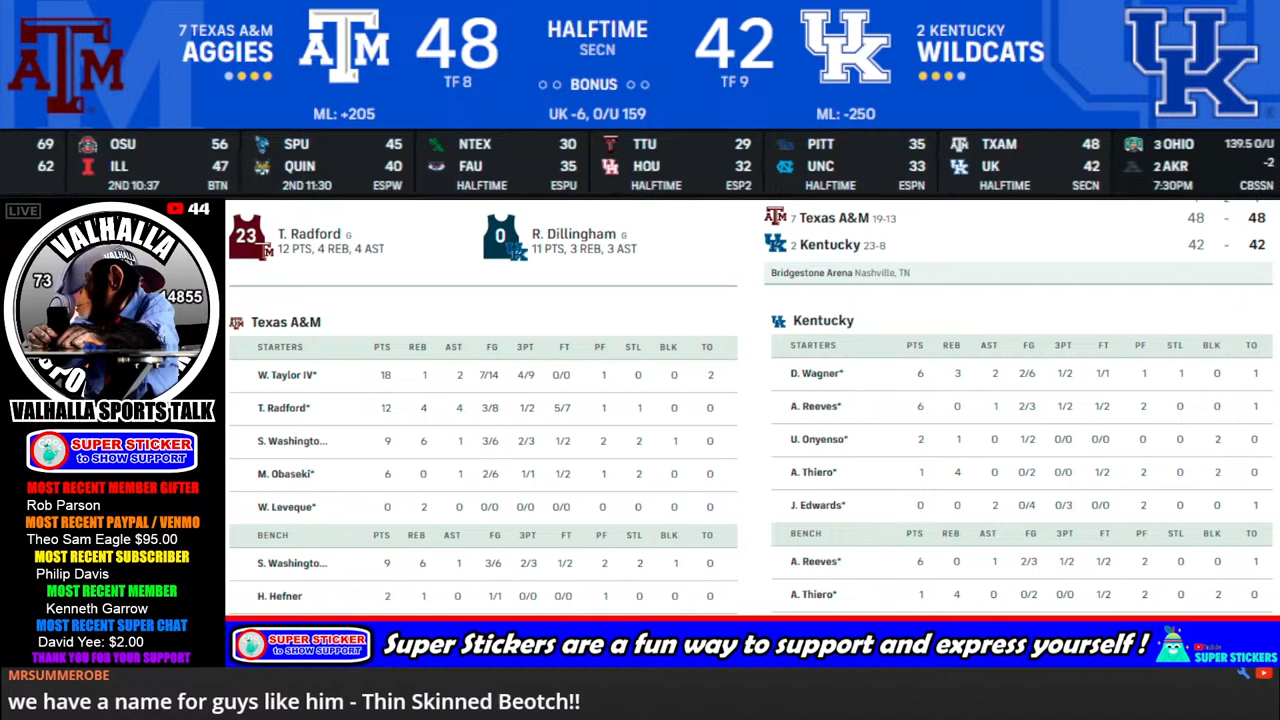 7 TEXAS A&M
AGGIES
48
TF 8
ML: +205
HALFTIME
SECN
BONUS
UK -6, O/U 159
42
TF 9
ML: -250
2 KENTUCKY
WILDCATS
69
62
OSU 56
ILL 47
2ND 10:37 BTN
SPU 45
QUIN 40
2ND 11:30 ESPW
NTEX 30
FAU 35
HALFTIME ESPU
TTU 29
HOU 32
HALFTIME ESP2
PITT 35
UNC 33
HALFTIME ESPN
TXAM 48
UK 42
HALFTIME SECN
3 OHIO 139.5 O/U
2 AKR -2
7:30PM CBSSN
LIVE
44
VALHALLA
73
14855
VALHALLA SPORTS TALK
SUPER STICKER
to SHOW SUPPORT
MOST RECENT MEMBER GIFTER
Rob Parson
MOST RECENT PAYPAL / VENMO
Theo Sam Eagle $95.00
MOST RECENT SUBSCRIBER
Philip Davis
MOST RECENT MEMBER
Kenneth Garrow
MOST RECENT SUPER CHAT
David Yee: $2.00
THANK YOU FOR YOUR SUPPORT
23
T. Radford G
12 PTS, 4 REB, 4 AST
0
R. Dillingham G
11 PTS, 3 REB, 3 AST
7 Texas A&M 19-13 48 - 48
2 Kentucky 23-8 42 - 42
Bridgestone Arena Nashville, TN
Texas A&M
STARTERS PTS REB AST FG 3PT FT PF STL BLK TO
W. Taylor IV* 18 1 2 7/14 4/9 0/0 1 0 0 2
T. Radford* 12 4 4 3/8 1/2 5/7 1 1 0 0
S. Washingto... 9 6 1 3/6 2/3 1/2 2 2 1 0
M. Obaseki* 6 0 1 2/6 1/1 1/2 1 2 0 0
W. Leveque* 0 2 0 0/0 0/0 0/0 0 0 0 0
BENCH PTS REB AST FG 3PT FT PF STL BLK TO
S. Washingto... 9 6 1 3/6 2/3 1/2 2 2 1 0
H. Hefner 2 1 0 1/1 0/0 0/0 1 0 0 0
Kentucky
STARTERS PTS REB AST FG 3PT FT PF STL BLK TO
D. Wagner* 6 3 2 2/6 1/2 1/1 1 1 0 1
A. Reeves* 6 0 1 2/3 1/2 1/2 2 0 0 1
U. Onyenso* 2 1 0 1/2 0/0 0/0 0 0 2 0
A. Thiero* 1 4 0 0/2 0/0 1/2 2 0 2 0
J. Edwards* 0 0 2 0/4 0/3 0/0 2 0 0 1
BENCH PTS REB AST FG 3PT FT PF STL BLK TO
A. Reeves* 6 0 1 2/3 1/2 1/2 2 0 0 1
A. Thiero* 1 4 0 0/2 0/0 1/2 2 0 2 0
SUPER STICKER
to SHOW SUPPORT
Super Stickers are a fun way to support and express yourself !
SUPER STICKERS
MRSUMMEROBE
we have a name for guys like him - Thin Skinned Beotch!!